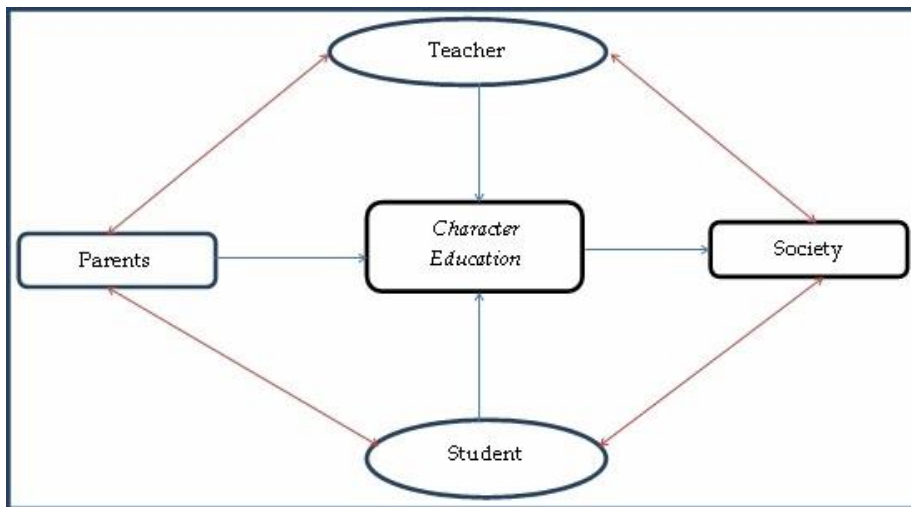 Teacher
Character
Education
Parents
Society
Student